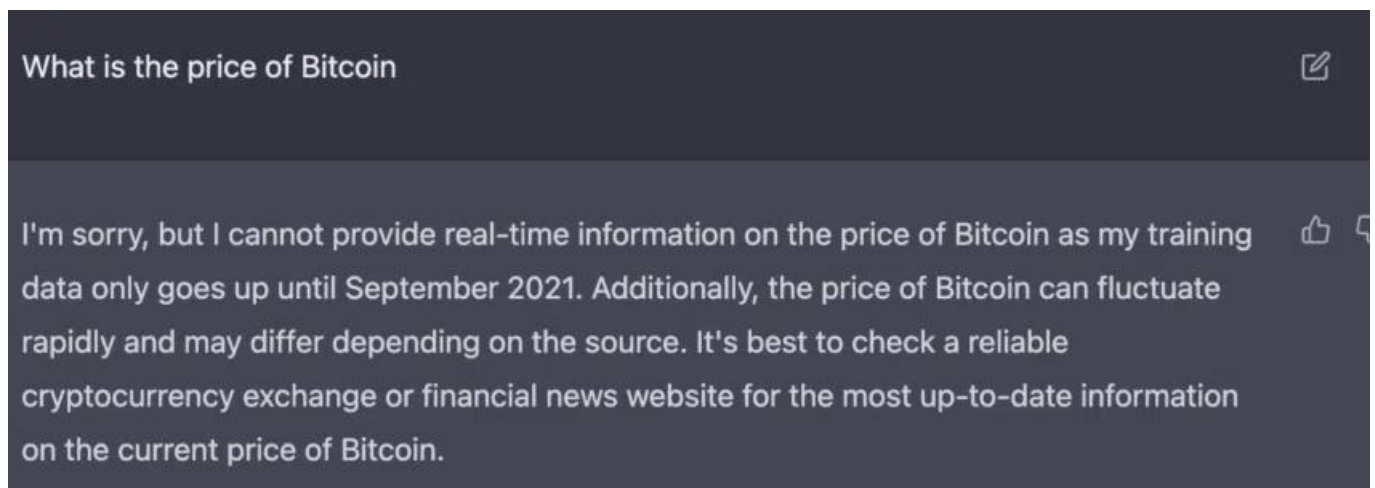 What is the price of Bitcoin
I'm sorry, but I cannot provide real-time information on the price of Bitcoin as my training
data only goes up until September 2021. Additionally, the price of Bitcoin can fluctuate
rapidly and may differ depending on the source. It's best to check a reliable
cryptocurrency exchange or financial news website for the most up-to-date information
on the current price of Bitcoin.